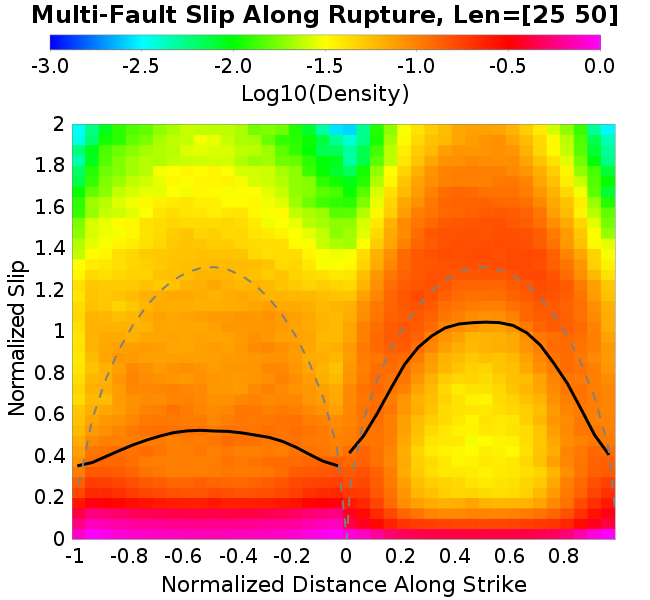 Multi-Fault Slip Along Rupture, Len=[25 50]
-3.0 -2.5 -2.0 -1.5 -1.0 -0.5 0.0
Log10(Density)
2
1.8
1.6
1.4
1.2
1
0.8
0.6
0.4
0.2
0
Normalized Slip
-1 -0.8 -0.6 -0.4 -0.2 0 0.2 0.4 0.6 0.8
Normalized Distance Along Strike